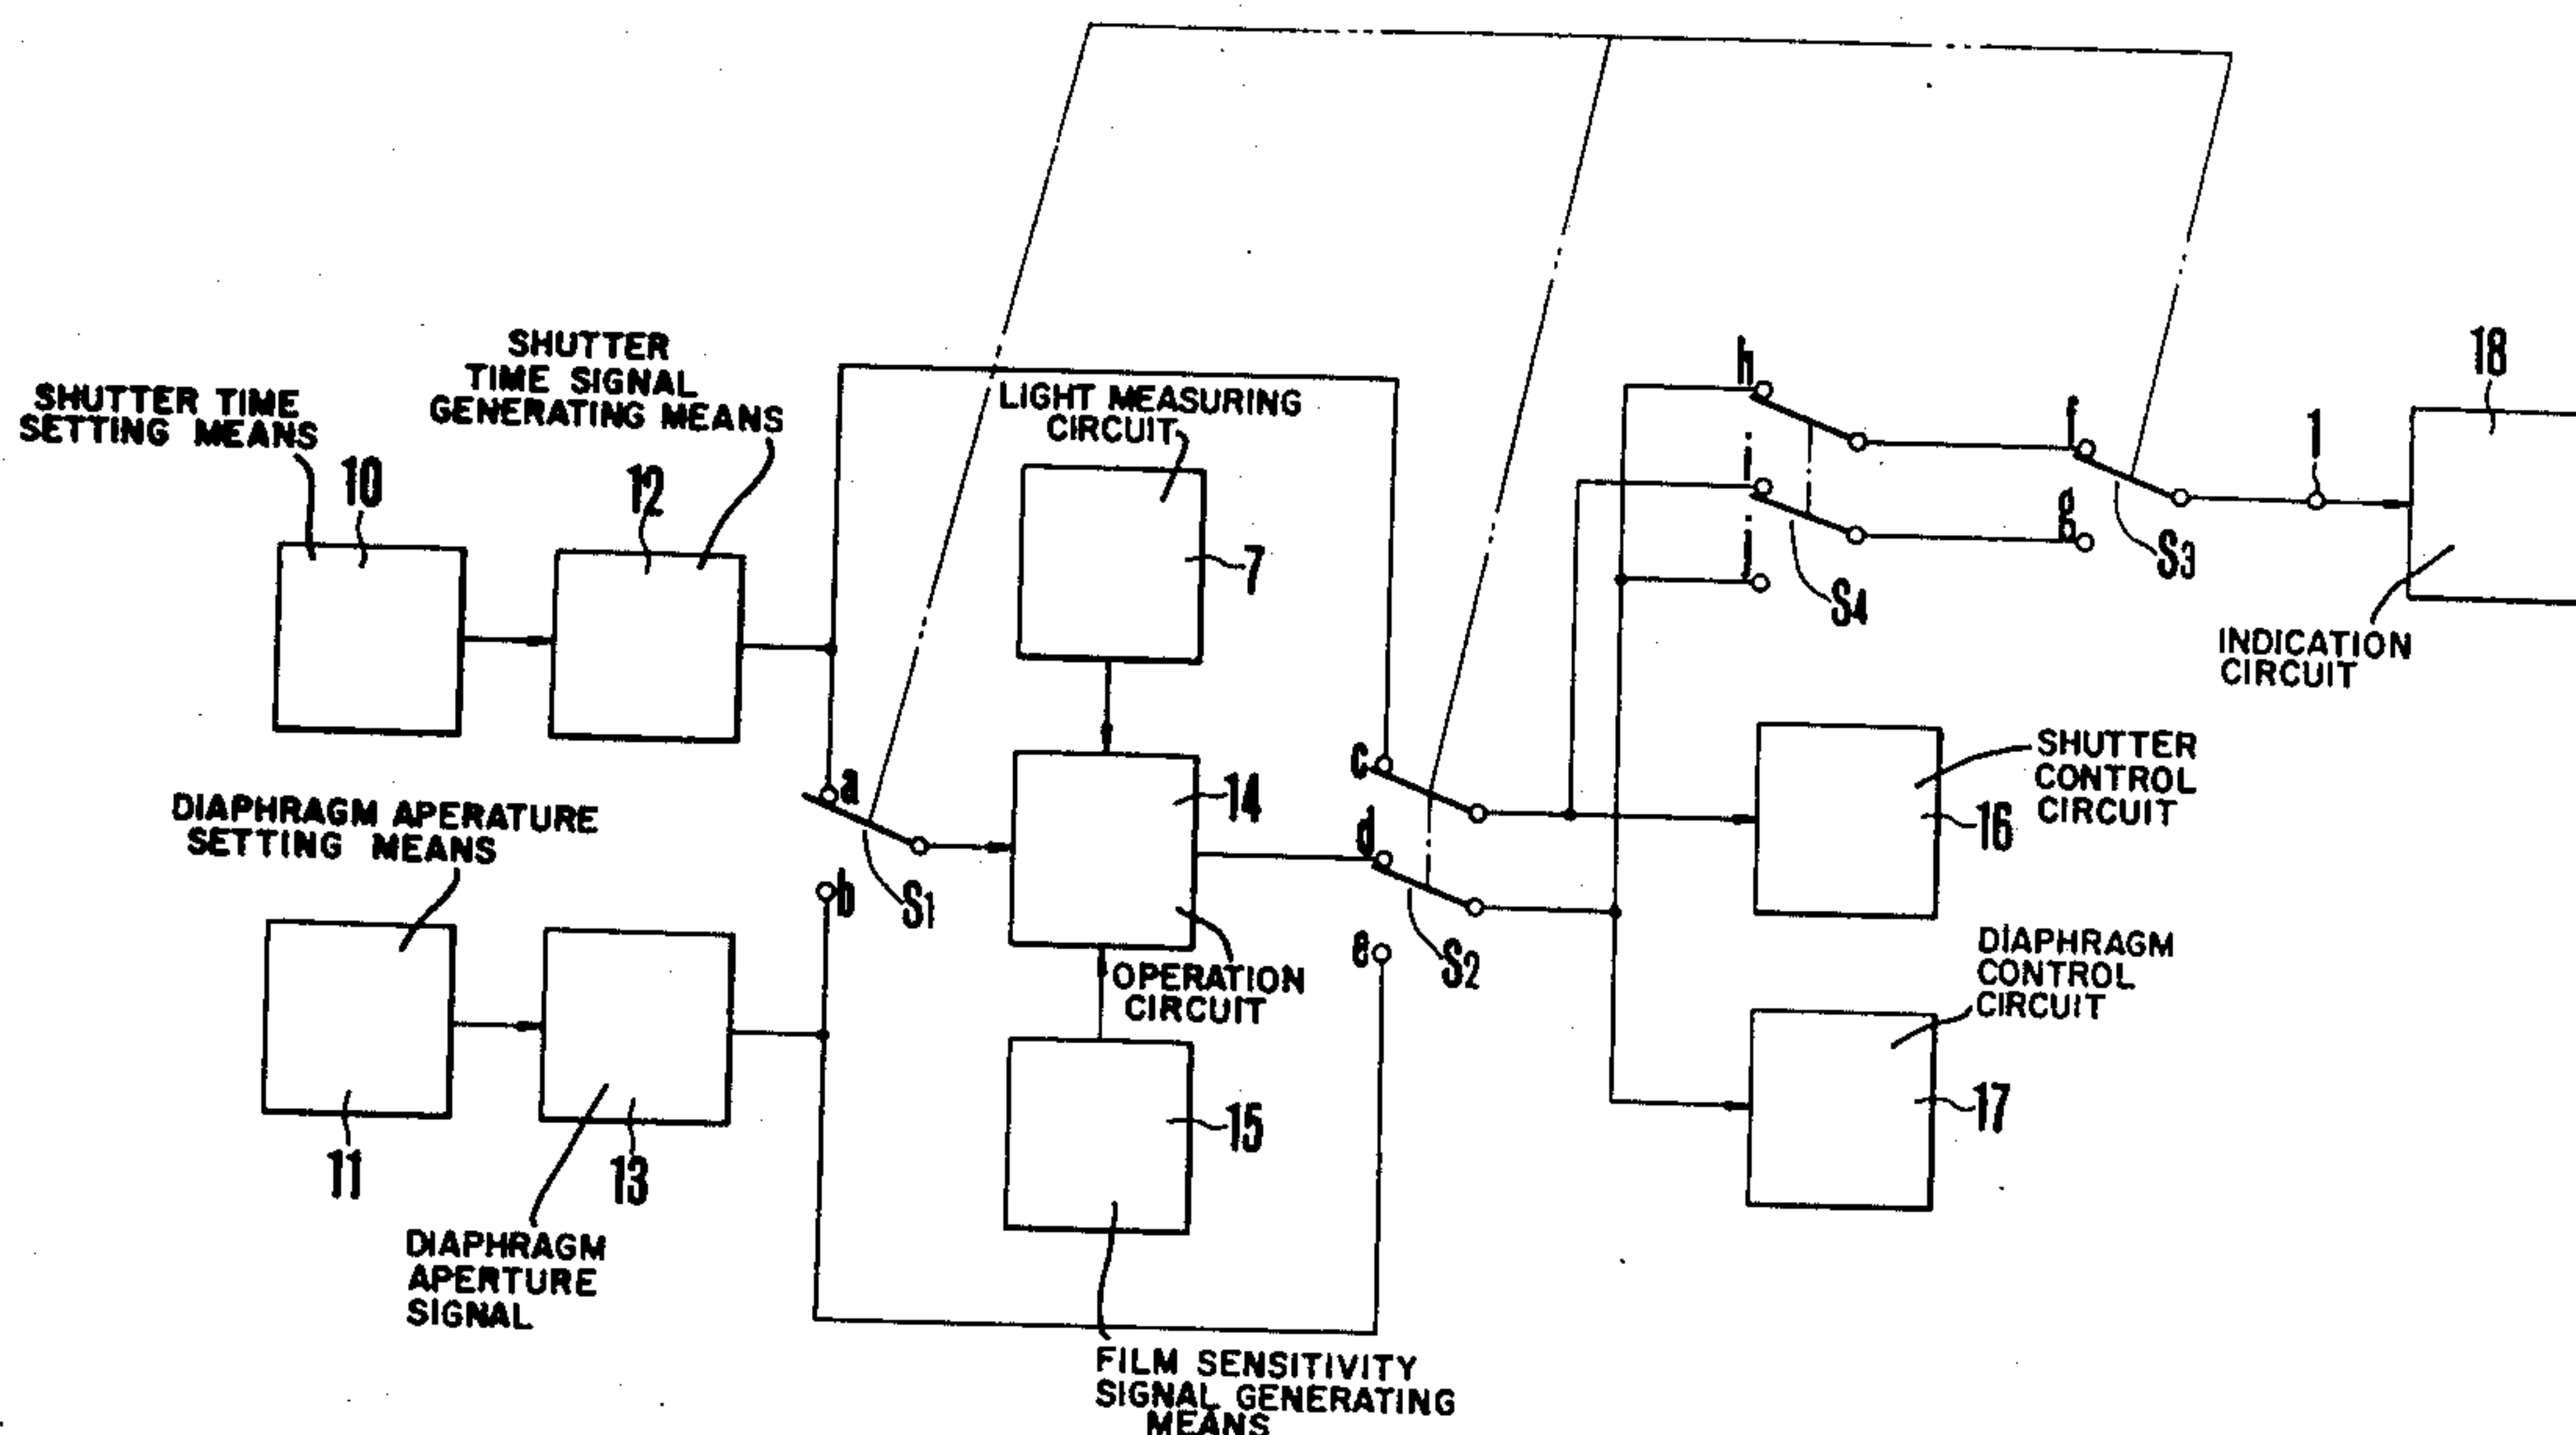 SHUTTER TIME
SETTING MEANS
10
SHUTTER
TIME SIGNAL
GENERATING MEANS
12
LIGHT MEASURING
CIRCUIT
7
h
i
j
S4
f
g
S3
1
18
INDICATION
CIRCUIT
a
b
S1
14
OPERATION
CIRCUIT
c
d
e
S2
SHUTTER
CONTROL
CIRCUIT
16
DIAPHRAGM APERATURE
SETTING MEANS
11
13
DIAPHRAGM
APERTURE
SIGNAL
15
FILM SENSITIVITY
SIGNAL GENERATING
MEANS
DIAPHRAGM
CONTROL
CIRCUIT
17